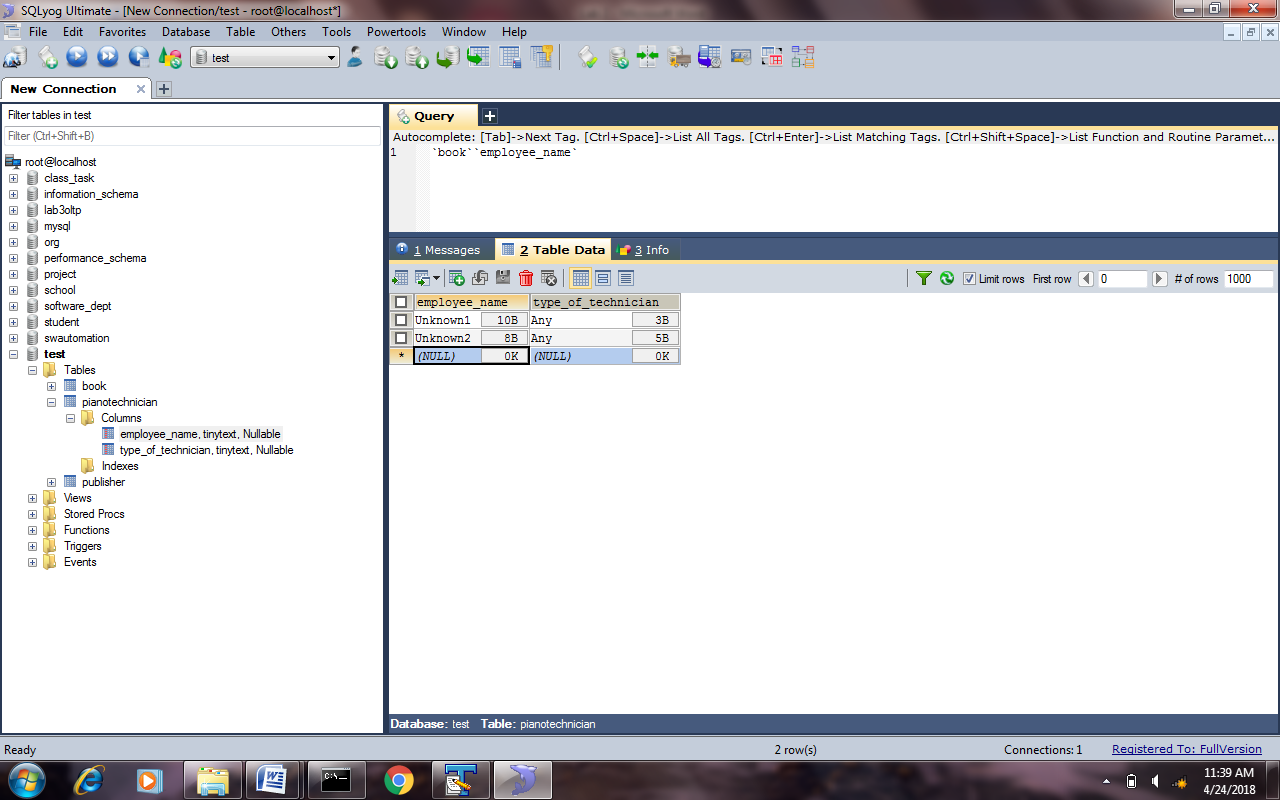 SQLyog Ultimate - [New Connection/test - root@localhost*]
File Edit Favorites Database Table Others Tools Powertools Window Help
test
New Connection
Filter tables in test
Filter (Ctrl+Shift+B)
root@localhost
class_task
information_schema
lab3oltp
mysql
org
performance_schema
project
school
software_dept
student
swautomation
test
Tables
book
pianotechnician
Columns
employee_name, tinytext, Nullable
type_of_technician, tinytext, Nullable
Indexes
publisher
Views
Stored Procs
Functions
Triggers
Events
Query
Autocomplete: [Tab]->Next Tag. [Ctrl+Space]->List All Tags. [Ctrl+Enter]->List Matching Tags. [Ctrl+Shift+Space]->List Function and Routine Paramet...
1 `book``employee_name`
1 Messages 2 Table Data 3 Info
Limit rows First row 0 # of rows 1000
employee_name type_of_technician
Unknown1 10B Any 3B
Unknown2 8B Any 5B
* (NULL) 0K (NULL) 0K
Database: test Table: pianotechnician
Ready 2 row(s) Connections: 1 Registered To: FullVersion
C:\_
11:39 AM
4/24/2018